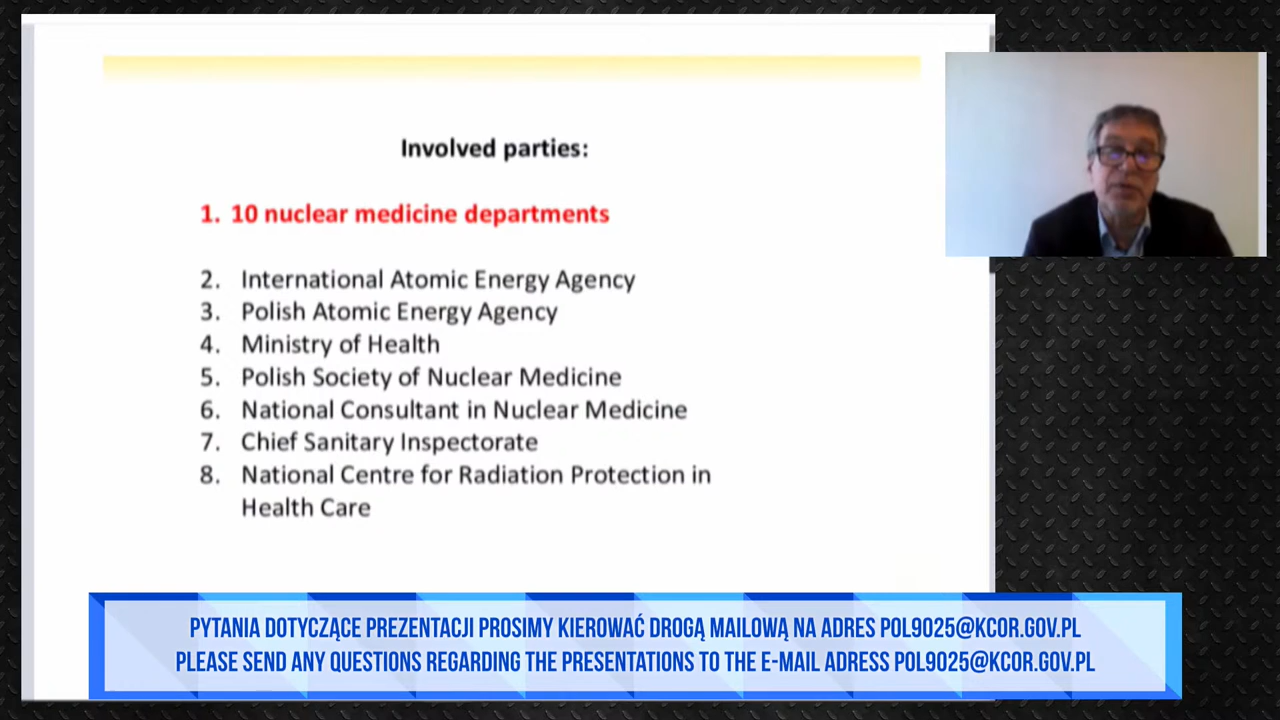 Involved parties:
1. 10 nuclear medicine departments
2. International Atomic Energy Agency
3. Polish Atomic Energy Agency
4. Ministry of Health
5. Polish Society of Nuclear Medicine
6. National Consultant in Nuclear Medicine
7. Chief Sanitary Inspectorate
8. National Centre for Radiation Protection in
Health Care
PYTANIA DOTYCZĄCE PREZENTACJI PROSIMY KIEROWAĆ DROGĄ MAILOWĄ NA ADRES POL9025@KCOR.GOV.PL
PLEASE SEND ANY QUESTIONS REGARDING THE PRESENTATIONS TO THE E-MAIL ADRESS POL9025@KCOR.GOV.PL